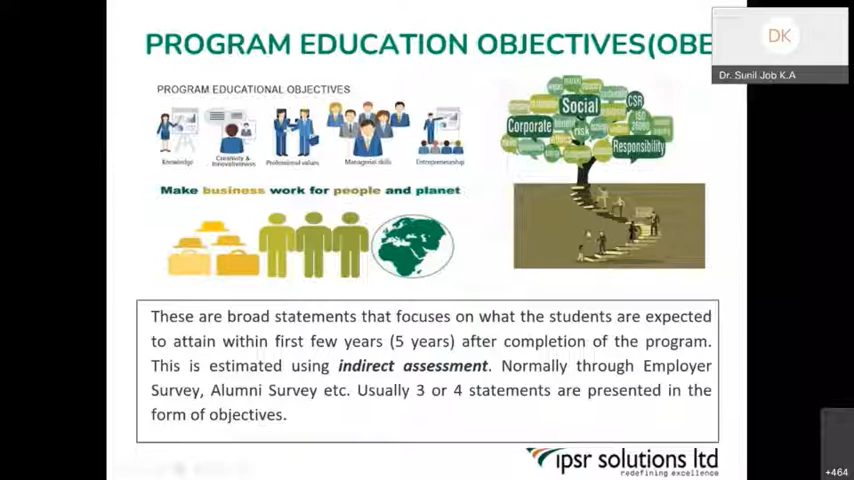 PROGRAM EDUCATION OBJECTIVES(OBE
DK
Dr. Sunil Job K.A
PROGRAM EDUCATIONAL OBJECTIVES
Knowledge
Creativity & Innovativeness
Professional values
Managerial skills
Entrepreneurship
Make business work for people and planet
Social
CSR
Corporate
risk
ISO
Responsibility
These are broad statements that focuses on what the students are expected
to attain within first few years (5 years) after completion of the program.
This is estimated using indirect assessment. Normally through Employer
Survey, Alumni Survey etc. Usually 3 or 4 statements are presented in the
form of objectives.
ipsr solutions ltd
redefining excellence
+464